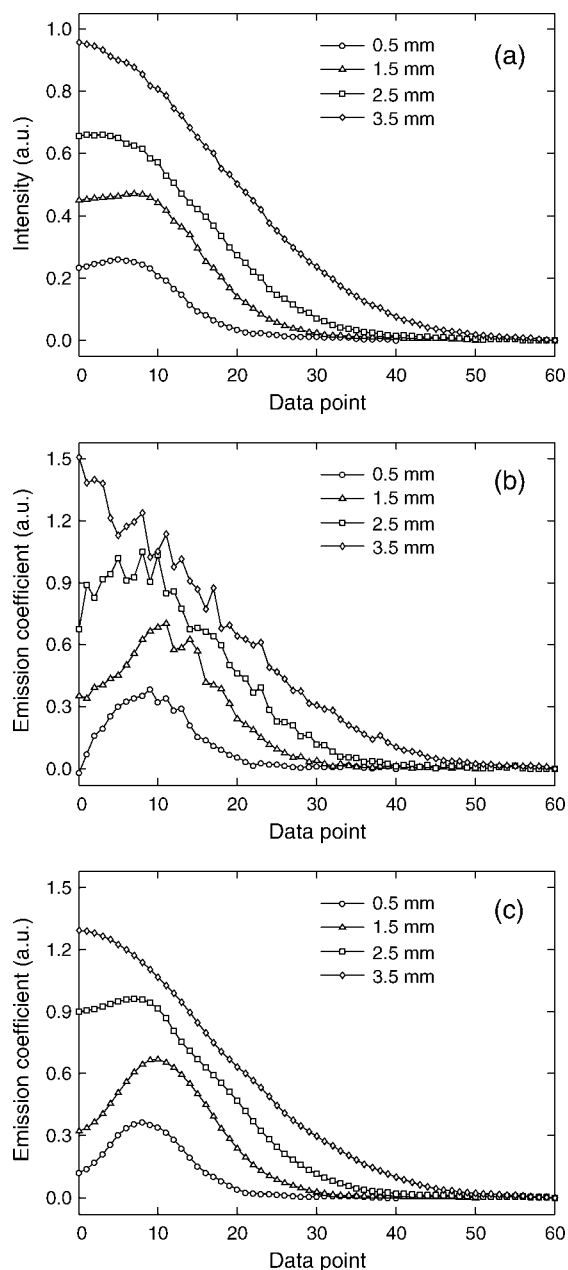 (a)
0.5 mm
1.5 mm
2.5 mm
3.5 mm
Intensity (a.u.)
1.0
0.8
0.6
0.4
0.2
0.0
0 10 20 30 40 50 60
Data point
(b)
0.5 mm
1.5 mm
2.5 mm
3.5 mm
Emission coefficient (a.u.)
1.5
1.2
0.9
0.6
0.3
0.0
0 10 20 30 40 50 60
Data point
(c)
0.5 mm
1.5 mm
2.5 mm
3.5 mm
Emission coefficient (a.u.)
1.5
1.2
0.9
0.6
0.3
0.0
0 10 20 30 40 50 60
Data point